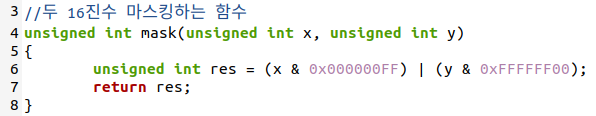 3 //두 16진수 마스킹하는 함수
4 unsigned int mask(unsigned int x, unsigned int y)
5 {
6 unsigned int res = (x & 0x000000FF) | (y & 0xFFFFFF00);
7 return res;
8 }